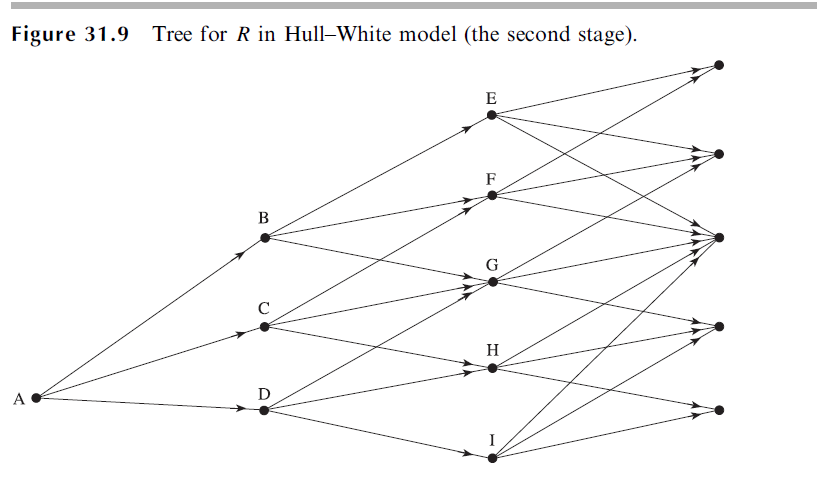 Figure 31.9 Tree for R in Hull–White model (the second stage).
E
F
B
G
C
H
D
A
I